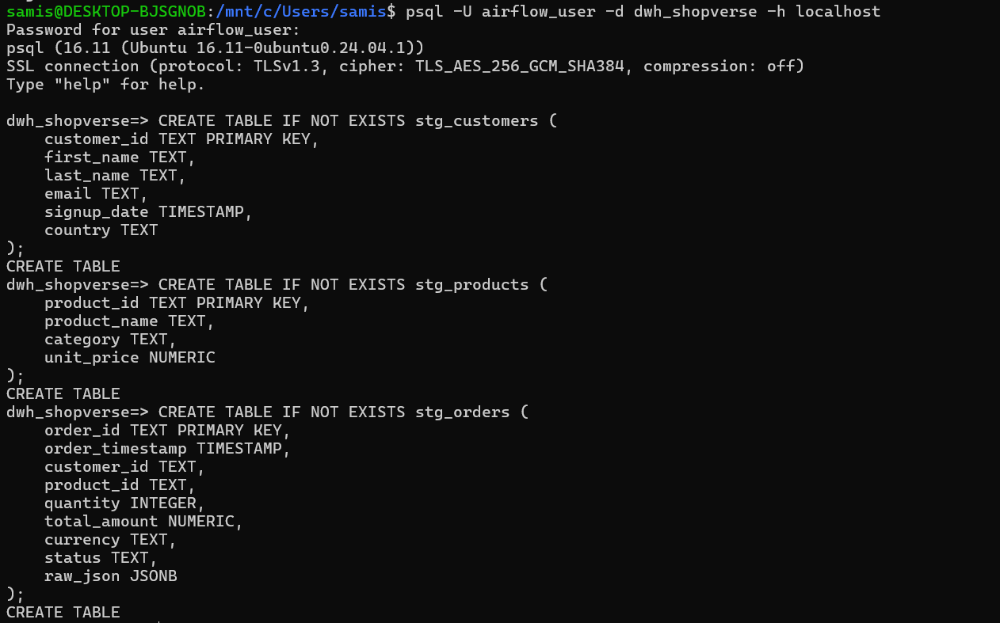 samis@DESKTOP-BJSGNOB:/mnt/c/Users/samis$ psql -U airflow_user -d dwh_shopverse -h localhost
Password for user airflow_user:
psql (16.11 (Ubuntu 16.11-0ubuntu0.24.04.1))
SSL connection (protocol: TLSv1.3, cipher: TLS_AES_256_GCM_SHA384, compression: off)
Type "help" for help.

dwh_shopverse=> CREATE TABLE IF NOT EXISTS stg_customers (
    customer_id TEXT PRIMARY KEY,
    first_name TEXT,
    last_name TEXT,
    email TEXT,
    signup_date TIMESTAMP,
    country TEXT
);
CREATE TABLE
dwh_shopverse=> CREATE TABLE IF NOT EXISTS stg_products (
    product_id TEXT PRIMARY KEY,
    product_name TEXT,
    category TEXT,
    unit_price NUMERIC
);
CREATE TABLE
dwh_shopverse=> CREATE TABLE IF NOT EXISTS stg_orders (
    order_id TEXT PRIMARY KEY,
    order_timestamp TIMESTAMP,
    customer_id TEXT,
    product_id TEXT,
    quantity INTEGER,
    total_amount NUMERIC,
    currency TEXT,
    status TEXT,
    raw_json JSONB
);
CREATE TABLE